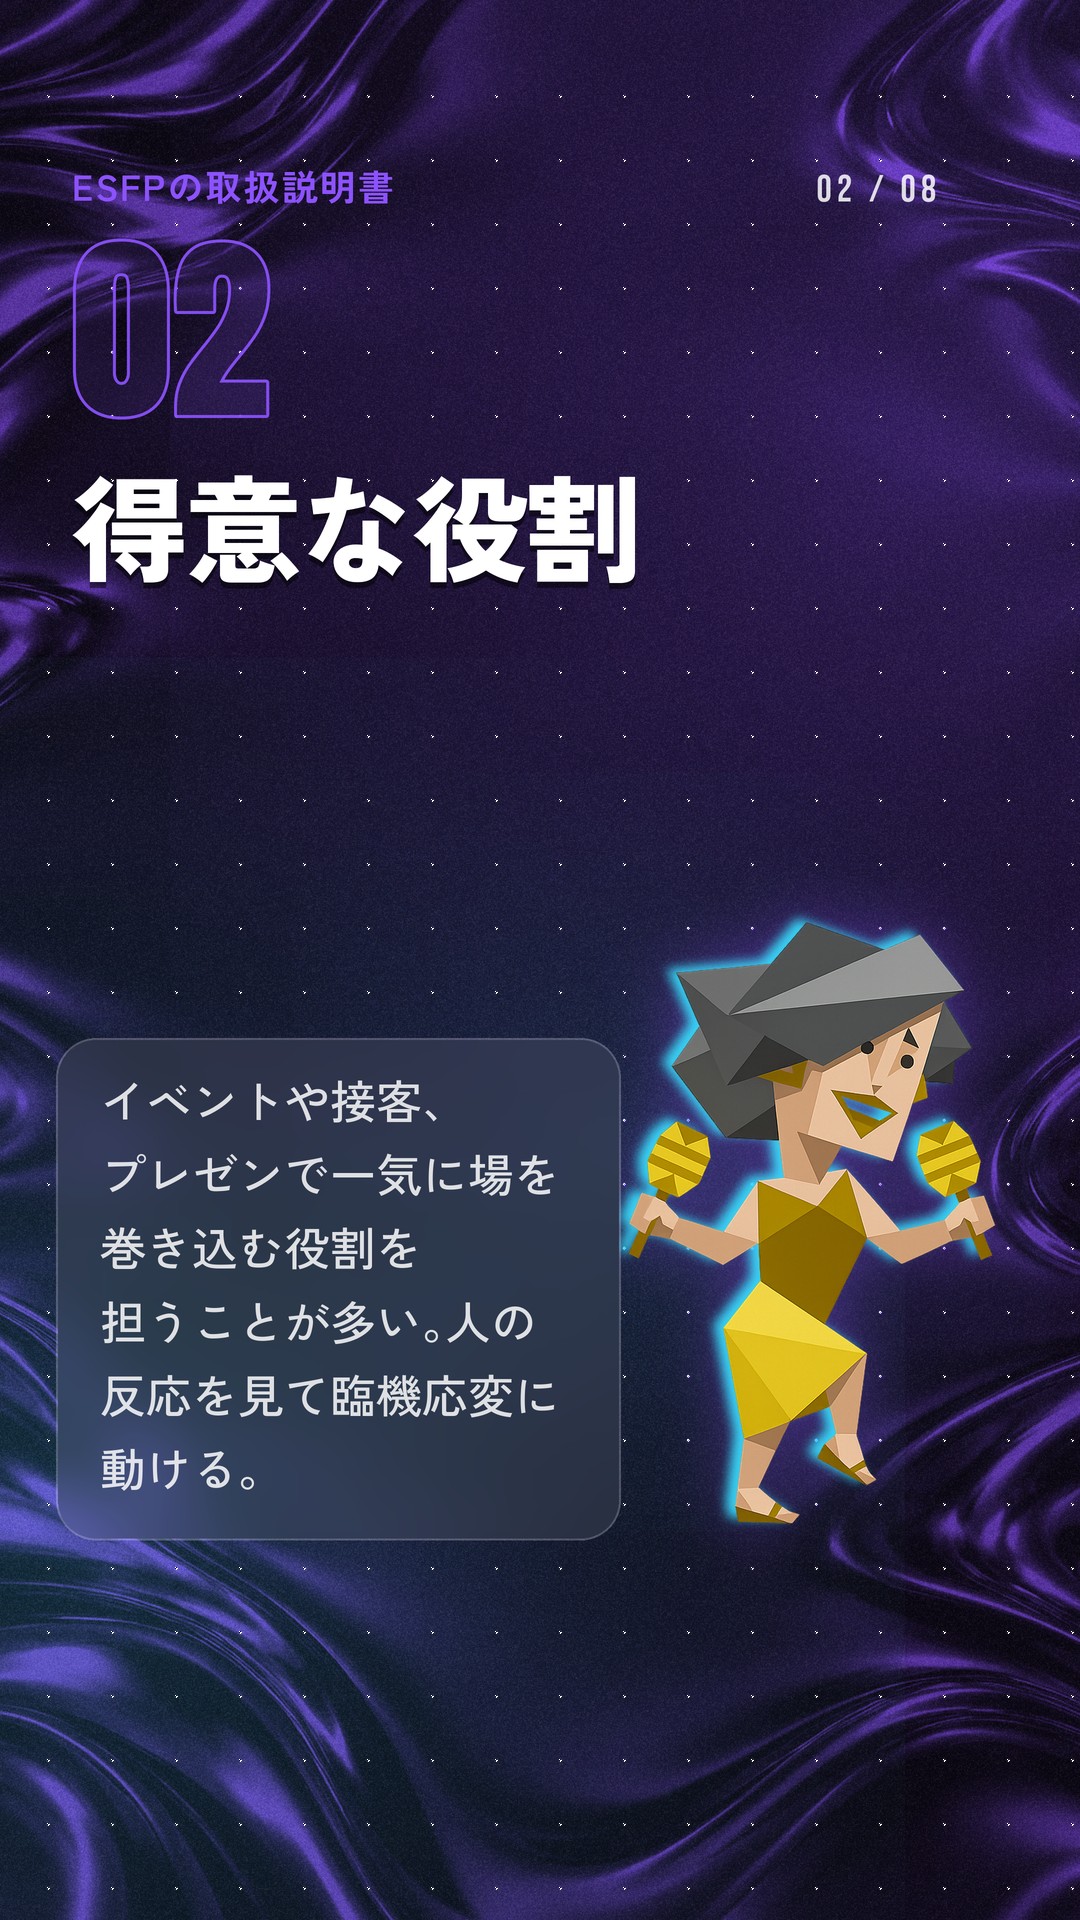 ESFPの取扱説明書
02 / 08
02
得意な役割
イベントや接客、
プレゼンで一気に場を
巻き込む役割を
担うことが多い。人の
反応を見て臨機応変に
動ける。